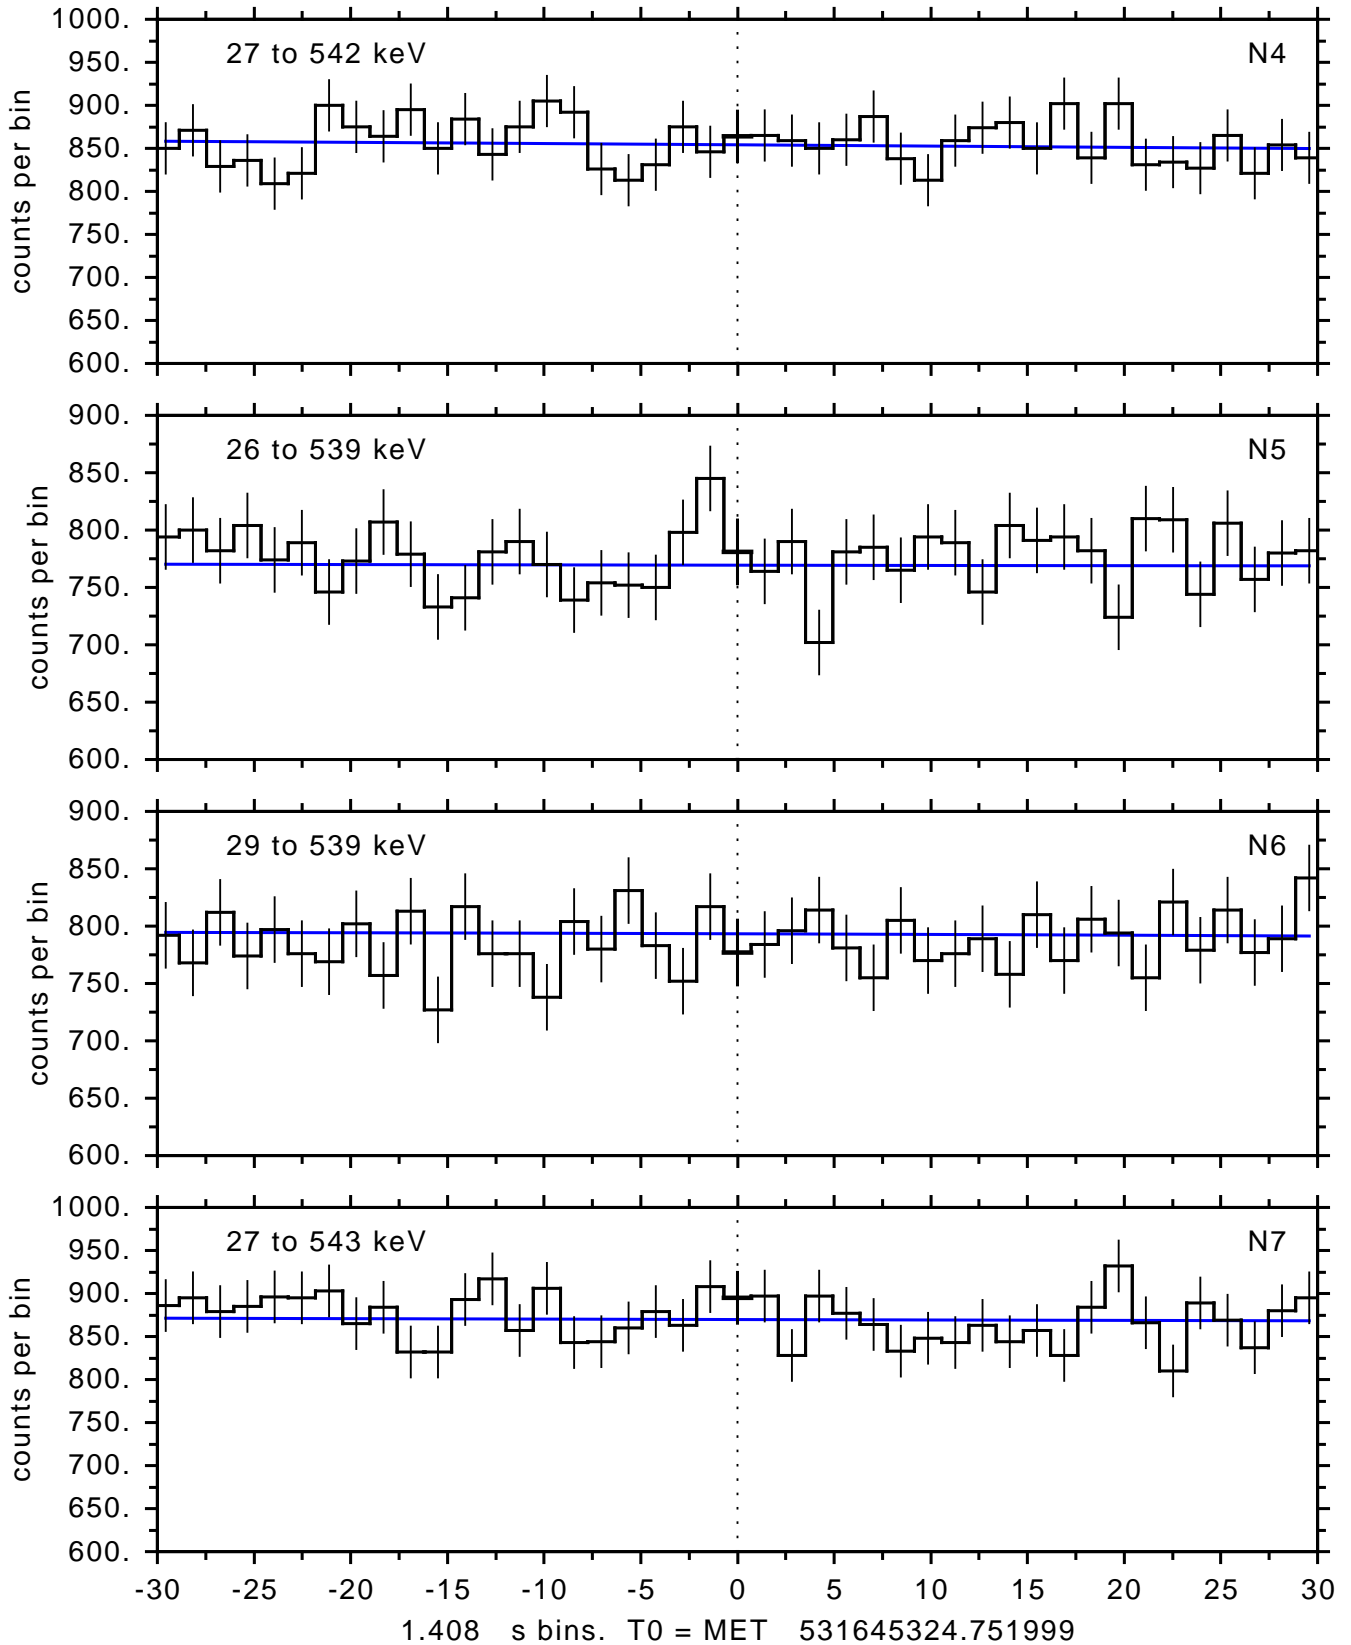 1000.
950.
900.
850.
800.
750.
700.
650.
600.
counts per bin
27 to 542 keV
N4
900.
850.
800.
750.
700.
650.
600.
counts per bin
26 to 539 keV
N5
900.
850.
800.
750.
700.
650.
600.
counts per bin
29 to 539 keV
N6
1000.
950.
900.
850.
800.
750.
700.
650.
600.
counts per bin
27 to 543 keV
N7
-30 -25 -20 -15 -10 -5 0 5 10 15 20 25 30
1.408 s bins. T0 = MET 531645324.751999